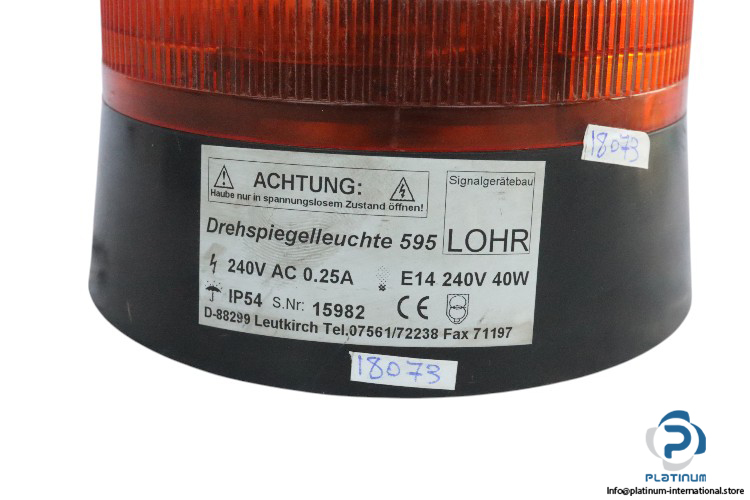 18073
ACHTUNG:
Haube nur in spannungslosem Zustand öffnen!
Signalgerätebau
LOHR
Drehspiegelleuchte 595
240V AC 0.25A E14 240V 40W
IP54 S.Nr: 15982 CE
D-88299 Leutkirch Tel.07561/72238 Fax 71197
18073
PLATINUM
Info@platinum-international.store